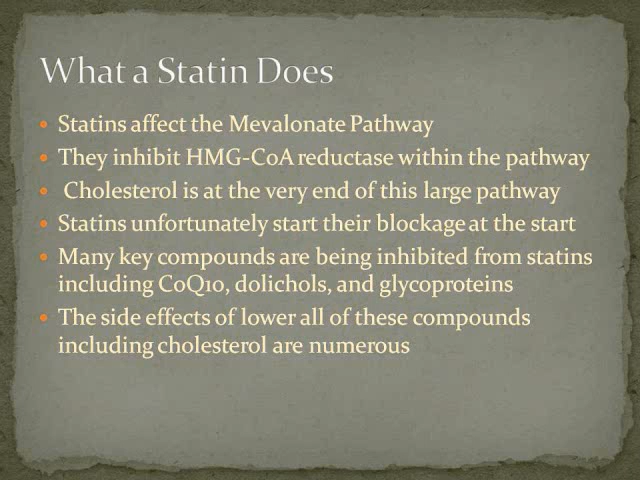 What a Statin Does
• Statins affect the Mevalonate Pathway
• They inhibit HMG-CoA reductase within the pathway
• Cholesterol is at the very end of this large pathway
• Statins unfortunately start their blockage at the start
• Many key compounds are being inhibited from statins
including CoQ10, dolichols, and glycoproteins
• The side effects of lower all of these compounds
including cholesterol are numerous